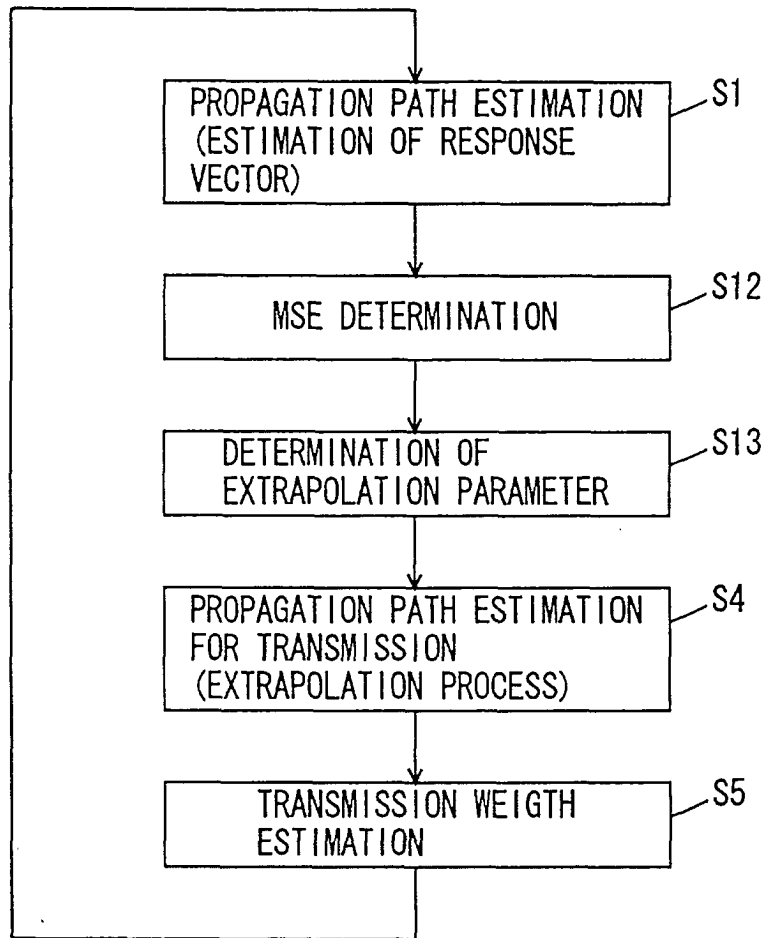 S1
PROPAGATION PATH ESTIMATION
(ESTIMATION OF RESPONSE
VECTOR)
S12
MSE DETERMINATION
S13
DETERMINATION OF
EXTRAPOLATION PARAMETER
S4
PROPAGATION PATH ESTIMATION
FOR TRANSMISSION
(EXTRAPOLATION PROCESS)
S5
TRANSMISSION WEIGTH
ESTIMATION